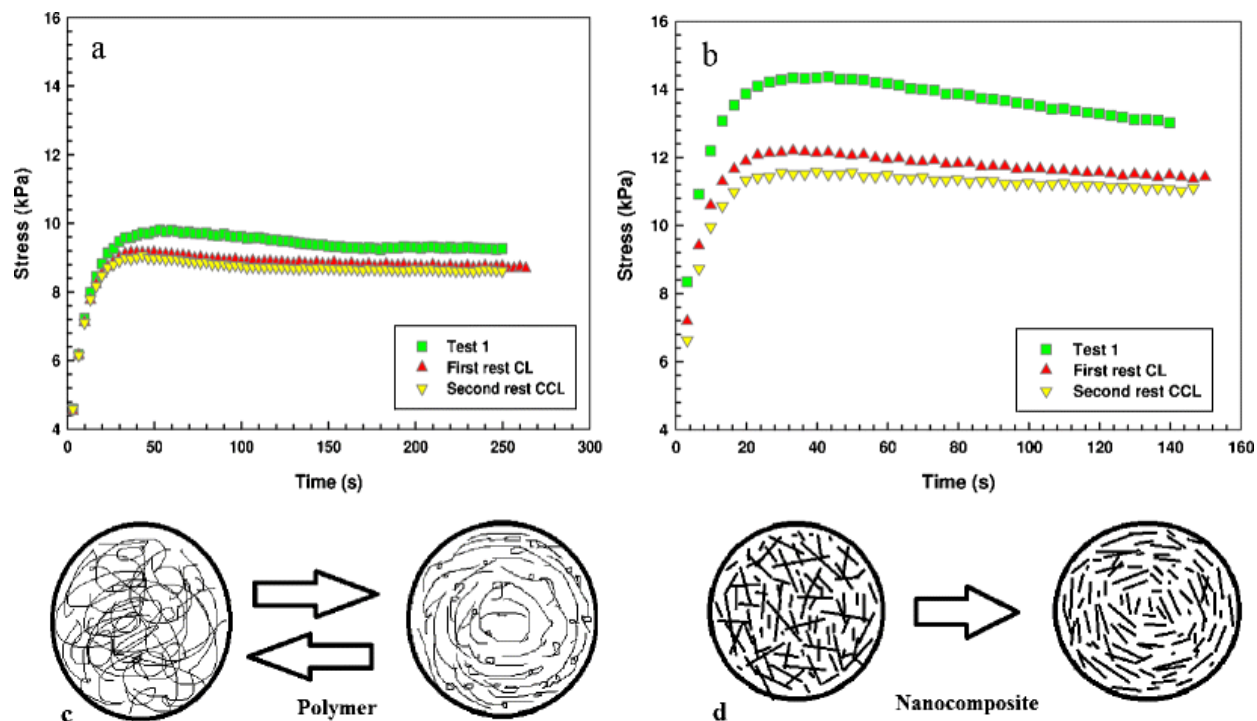 a
16
14
12
10
8
6
4
Stress (kPa)
0 50 100 150 200 250 300
Time (s)
Test 1
First rest CL
Second rest CCL
b
16
14
12
10
8
6
4
Stress (kPa)
0 20 40 60 80 100 120 140 160
Time (s)
Test 1
First rest CL
Second rest CCL
c
Polymer
d
Nanocomposite